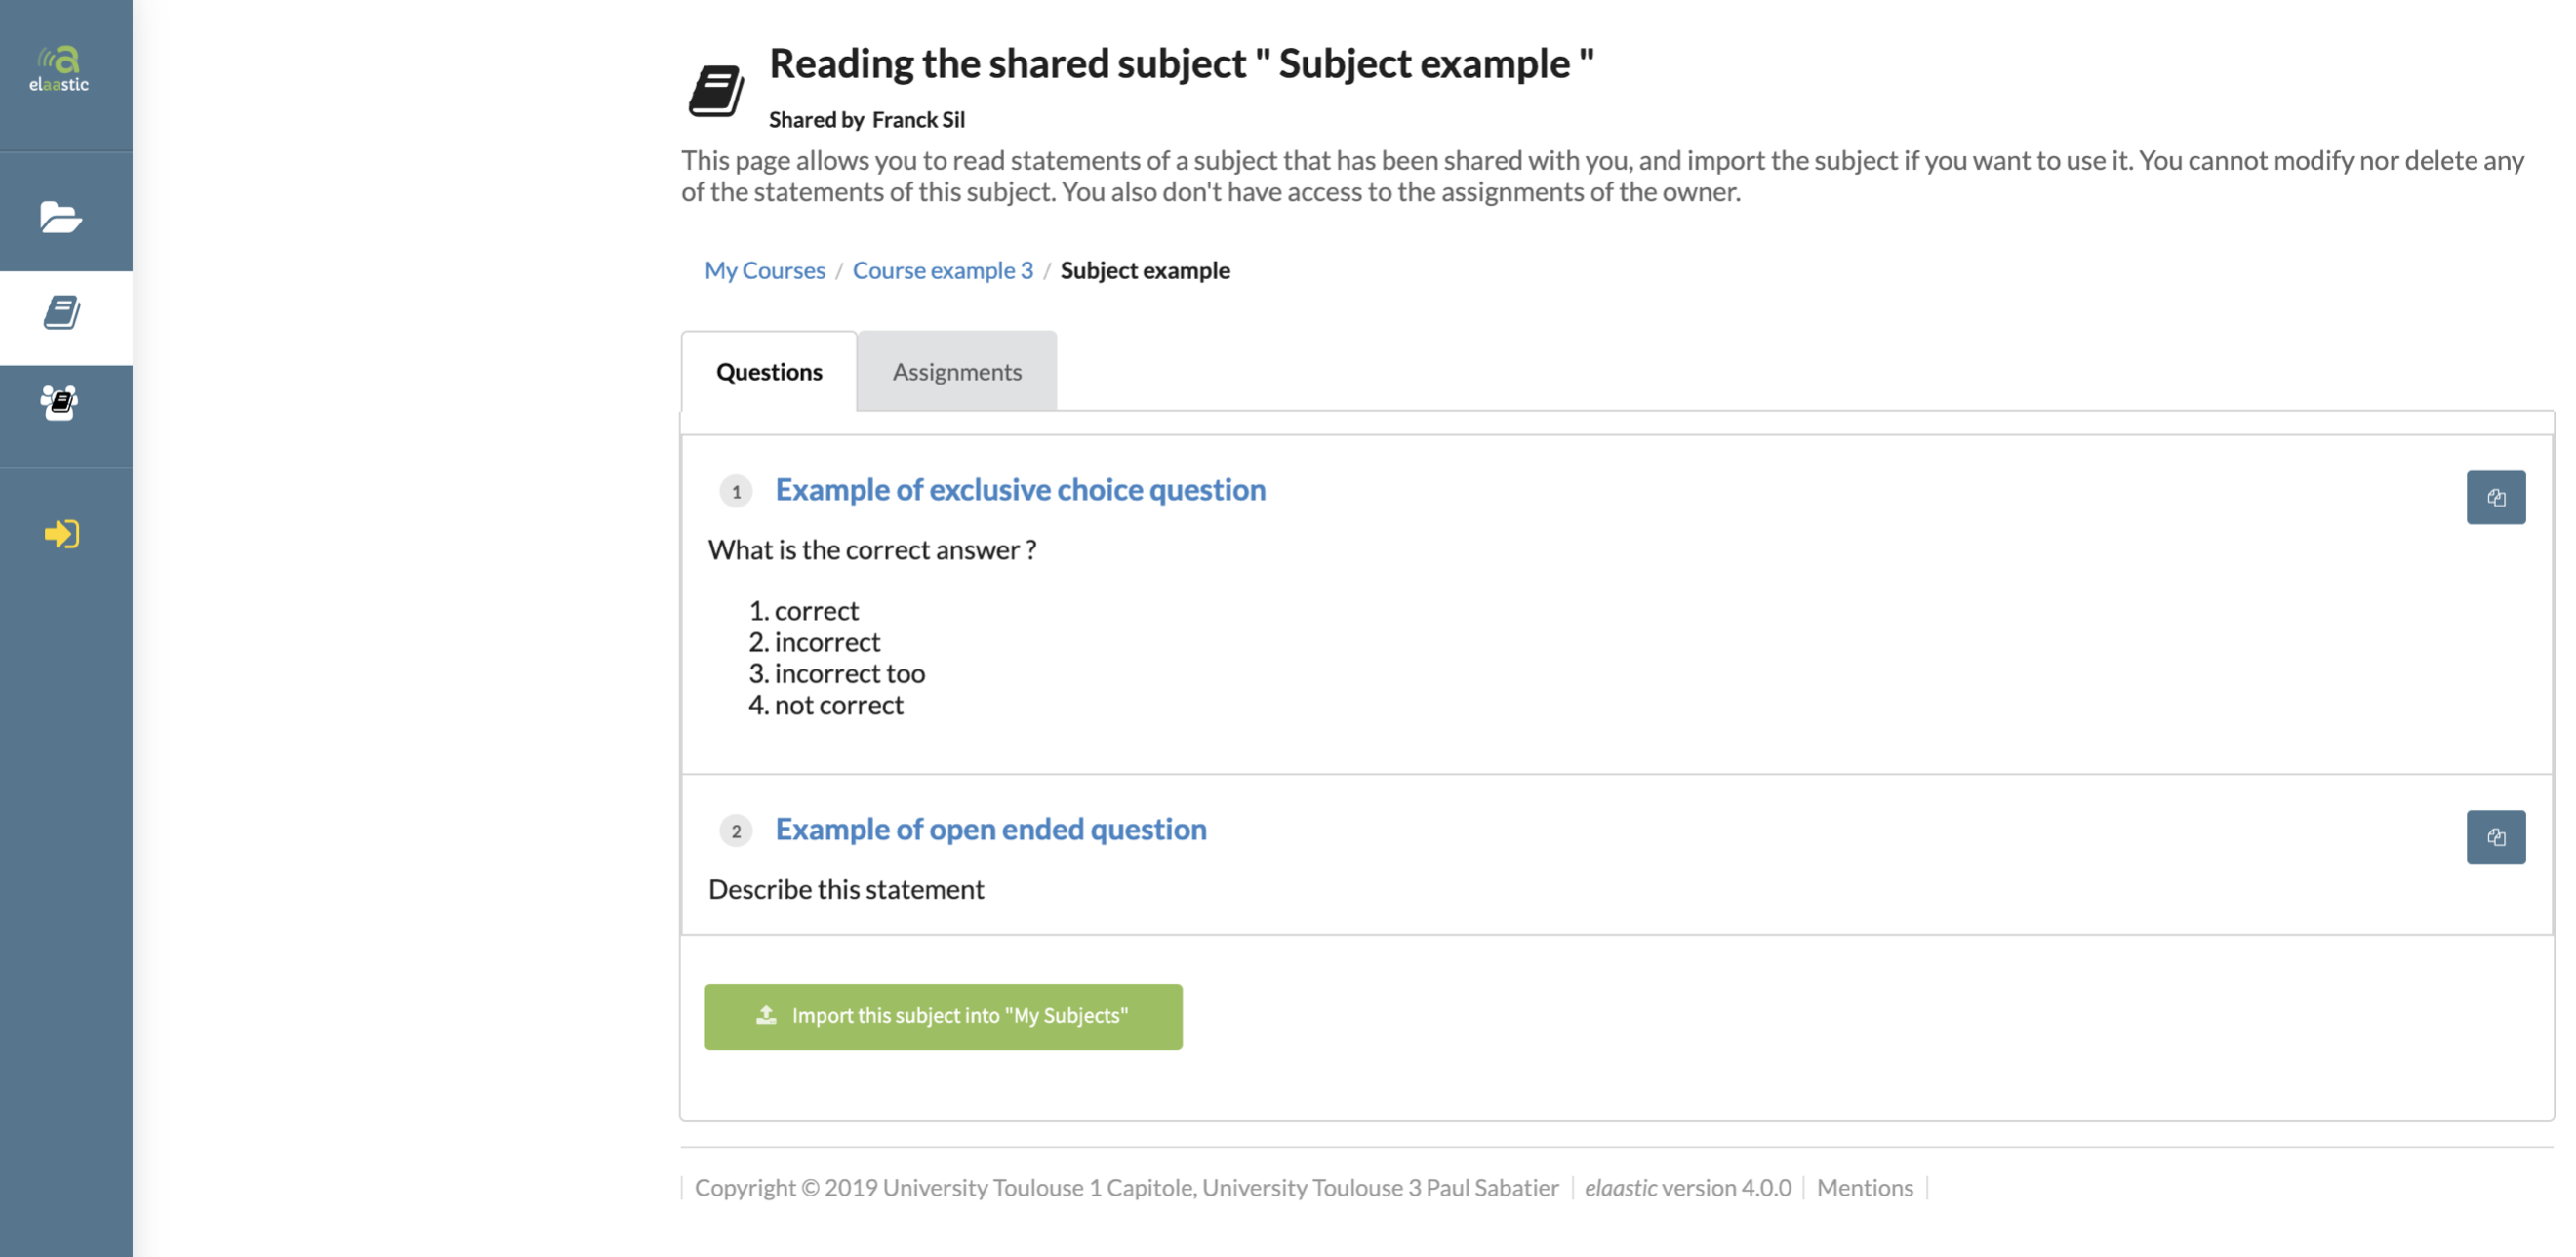 elaastic
Reading the shared subject " Subject example "
Shared by Franck Sil
This page allows you to read statements of a subject that has been shared with you, and import the subject if you want to use it. You cannot modify nor delete any
of the statements of this subject. You also don't have access to the assignments of the owner.
My Courses / Course example 3 / Subject example
Questions
Assignments
1 Example of exclusive choice question
What is the correct answer ?
1. correct
2. incorrect
3. incorrect too
4. not correct
2 Example of open ended question
Describe this statement
Import this subject into "My Subjects"
Copyright © 2019 University Toulouse 1 Capitole, University Toulouse 3 Paul Sabatier | elaastic version 4.0.0 | Mentions |